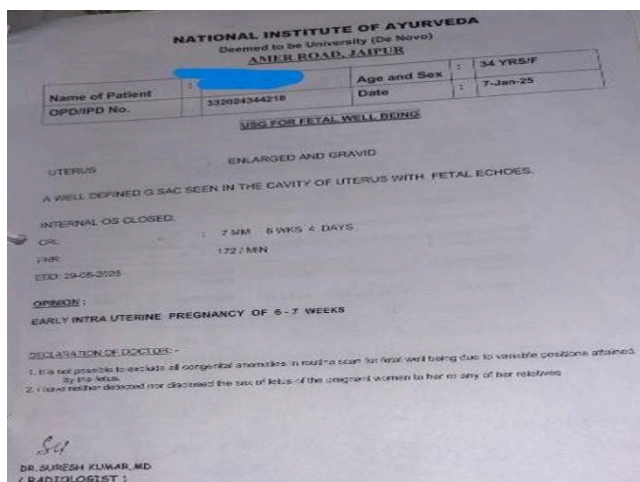 NATIONAL INSTITUTE OF AYURVEDA
Deemed to be University (De Novo)
AMER ROAD, JAIPUR
Name of Patient : Age and Sex : 34 YRS/F
OPD/IPD No. 332024344218 Date : 7-Jan-25
USG FOR FETAL WELL BEING
UTERUS : ENLARGED AND GRAVID
A WELL DEFINED G.SAC SEEN IN THE CAVITY OF UTERUS WITH FETAL ECHOES.
INTERNAL OS CLOSED.
CRL : 7 MM 6 WKS 4 DAYS
FHR : 172 / MIN
EDD: 29-08-2025
OPINION :
EARLY INTRA UTERINE PREGNANCY OF 6-7 WEEKS
DECLARATION OF DOCTOR: -
1. It is not possible to exclude all congenital anomalies in routine scan for fetal well being due to variable positions attained
by the fetus.
2. I have neither detected nor disclosed the sex of fetus of the pregnant women to her or any of her relatives
DR. SURESH KUMAR, MD
( RADIOLOGIST )